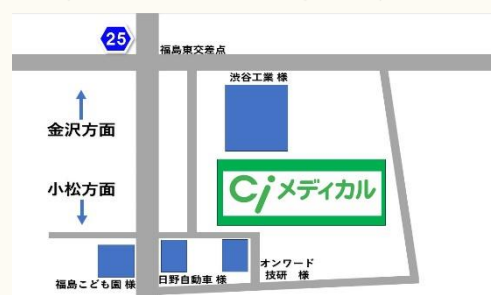 25
福島東交差点
渋谷工業 様
金沢方面
Ciメディカル
小松方面
オンワード
技研 様
日野自動車 様
福島こども園 様